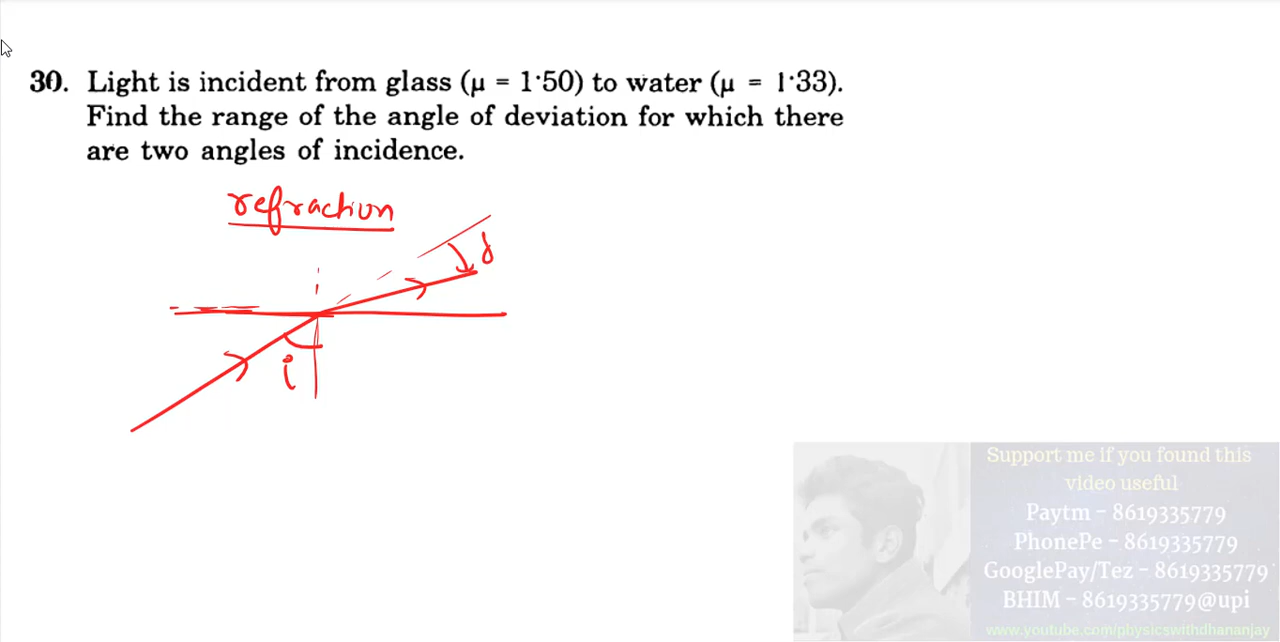 30. Light is incident from glass (μ = 1·50) to water (μ = 1·33).
Find the range of the angle of deviation for which there
are two angles of incidence.
refraction
δ
i
Support me if you found this
video useful
Paytm - 8619335779
PhonePe - 8619335779
GooglePay/Tez - 8619335779
BHIM - 8619335779@upi
www.youtube.com/physicswithdhananjay